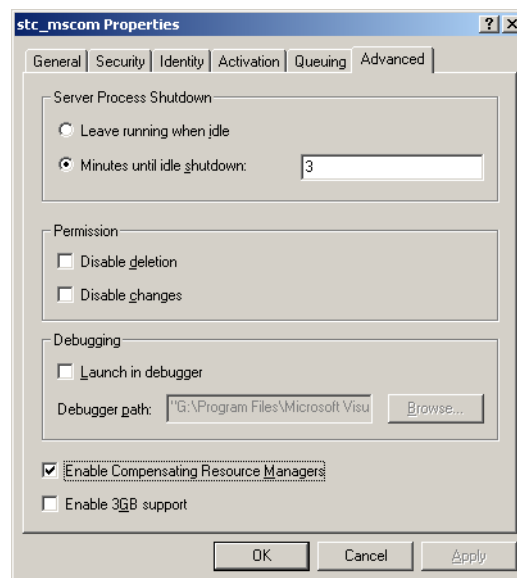 stc_mscom Properties
General Security Identity Activation Queuing Advanced
Server Process Shutdown
Leave running when idle
Minutes until idle shutdown: 3
Permission
Disable deletion
Disable changes
Debugging
Launch in debugger
Debugger path: "G:\Program Files\Microsoft Visu Browse...
Enable Compensating Resource Managers
Enable 3GB support
OK Cancel Apply